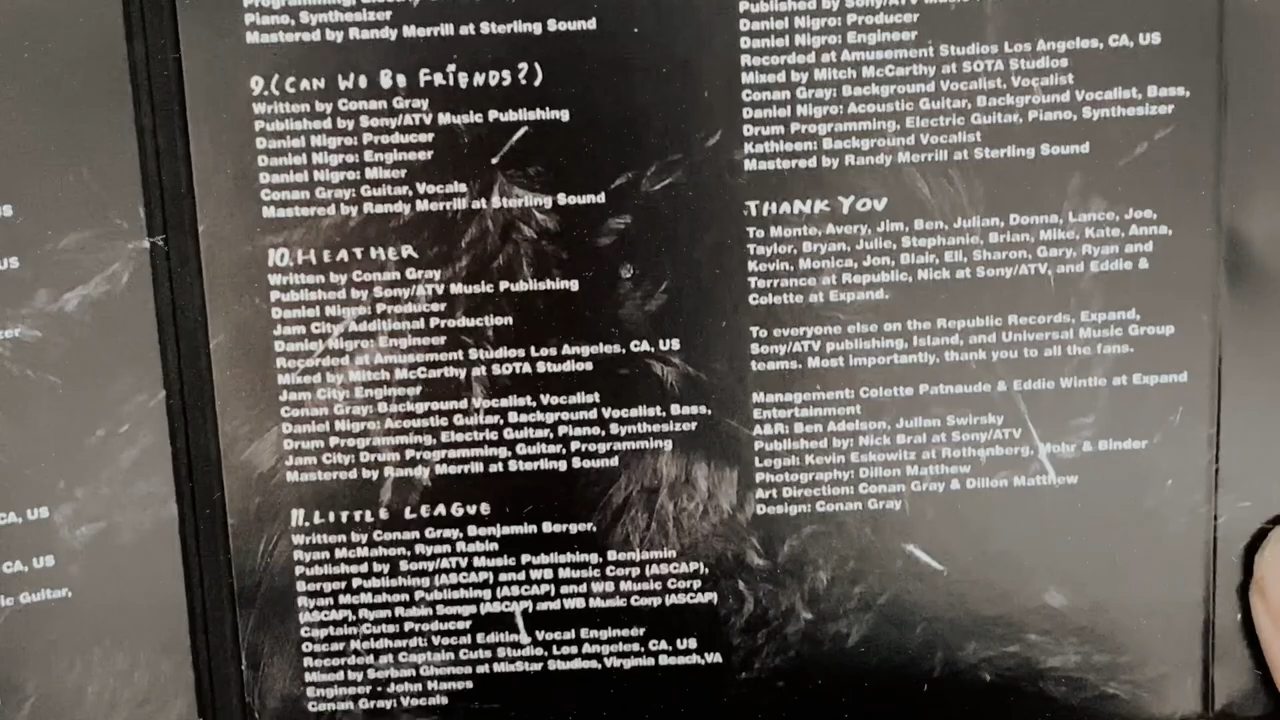 US
US
zer
CA, US
CA, US
ic Guitar,
Piano, Synthesizer
Mastered by Randy Merrill at Sterling Sound
9.(CAN WE BE FRIENDS?)
Written by Conan Gray
Published by Sony/ATV Music Publishing
Daniel Nigro: Producer
Daniel Nigro: Engineer
Daniel Nigro: Mixer
Conan Gray: Guitar, Vocals
Mastered by Randy Merrill at Sterling Sound
10.HEATHER
Written by Conan Gray
Published by Sony/ATV Music Publishing
Daniel Nigro: Producer
Jam City: Additional Production
Daniel Nigro: Engineer
Recorded at Amusement Studios Los Angeles, CA, US
Mixed by Mitch McCarthy at SOTA Studios
Jam City: Engineer
Conan Gray: Background Vocalist, Vocalist
Daniel Nigro: Acoustic Guitar, Background Vocalist, Bass,
Drum Programming, Electric Guitar, Piano, Synthesizer
Jam City: Drum Programming, Guitar, Programming
Mastered by Randy Merrill at Sterling Sound
11.LITTLE LEAGUE
Written by Conan Gray, Benjamin Berger,
Ryan McMahon, Ryan Rabin
Published by Sony/ATV Music Publishing, Benjamin
Berger Publishing (ASCAP) and WB Music Corp (ASCAP),
Ryan McMahon Publishing (ASCAP) and WB Music Corp
(ASCAP), Ryan Rabin Songs (ASCAP) and WB Music Corp (ASCAP)
Captain Cuts: Producer
Oscar Neidhardt: Vocal Editing, Vocal Engineer
Recorded at Captain Cuts Studio, Los Angeles, CA, US
Mixed by Serban Ghenea at MixStar Studios, Virginia Beach,VA
Engineer - John Hanes
Conan Gray: Vocals
Published by Sony/ATV Music
Daniel Nigro: Producer
Daniel Nigro: Engineer
Recorded at Amusement Studios Los Angeles, CA, US
Mixed by Mitch McCarthy at SOTA Studios
Conan Gray: Background Vocalist, Vocalist
Daniel Nigro: Acoustic Guitar, Background Vocalist, Bass,
Drum Programming, Electric Guitar, Piano, Synthesizer
Kathleen: Background Vocalist
Mastered by Randy Merrill at Sterling Sound
THANK YOU
To Monte, Avery, Jim, Ben, Julian, Donna, Lance, Joe,
Taylor, Bryan, Julie, Stephanie, Brian, Mike, Kate, Anna,
Kevin, Monica, Jon, Blair, Eli, Sharon, Gary, Ryan and
Terrance at Republic, Nick at Sony/ATV, and Eddie &
Colette at Expand.
To everyone else on the Republic Records, Expand,
Sony/ATV publishing, Island, and Universal Music Group
teams. Most importantly, thank you to all the fans.
Management: Colette Patnaude & Eddie Wintle at Expand
Entertainment
A&R: Ben Adelson, Julian Swirsky
Published by: Nick Bral at Sony/ATV
Legal: Kevin Eskowitz at Rothenberg, Mohr & Binder
Photography: Dillon Matthew
Art Direction: Conan Gray & Dillon Matthew
Design: Conan Gray